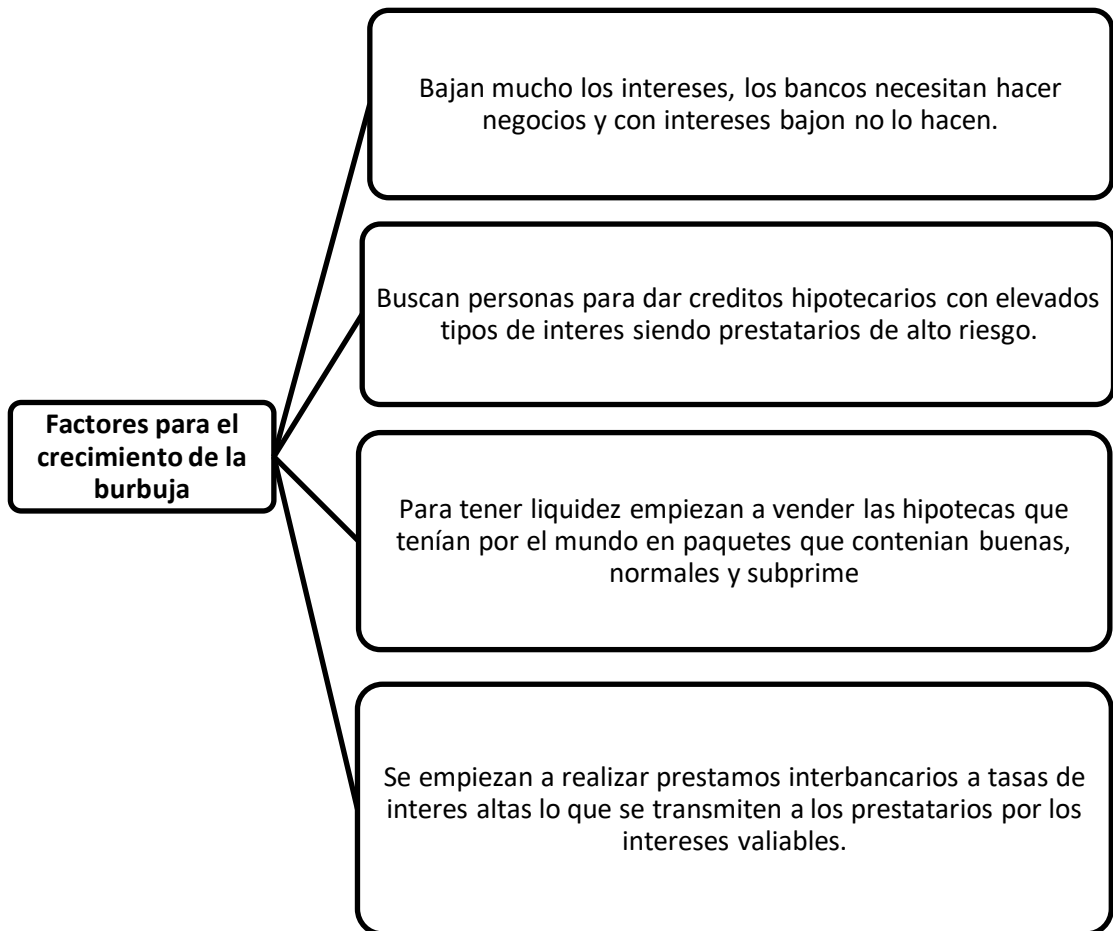 Factores para el
crecimiento de la
burbuja
Bajan mucho los intereses, los bancos necesitan hacer
negocios y con intereses bajon no lo hacen.
Buscan personas para dar creditos hipotecarios con elevados
tipos de interes siendo prestatarios de alto riesgo.
Para tener liquidez empiezan a vender las hipotecas que
tenían por el mundo en paquetes que contenian buenas,
normales y subprime
Se empiezan a realizar prestamos interbancarios a tasas de
interes altas lo que se transmiten a los prestatarios por los
intereses valiables.